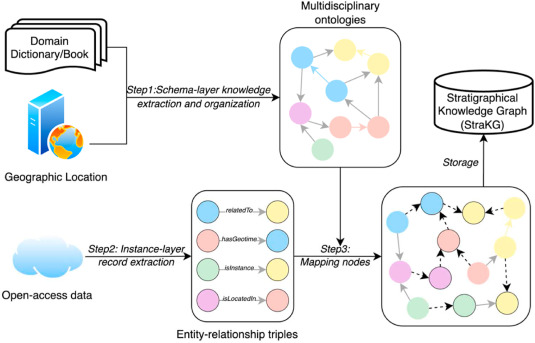 Multidisciplinary
ontologies
Domain
Dictionary/Book
Step1:Schema-layer knowledge
extraction and organization
Geographic Location
Stratigraphical
Knowledge Graph
(StraKG)
Storage
Step2: Instance-layer
record extraction
Open-access data
relatedTo
hasGeotime
isInstance
isLocatedIn
Entity-relationship triples
Step3:
Mapping nodes